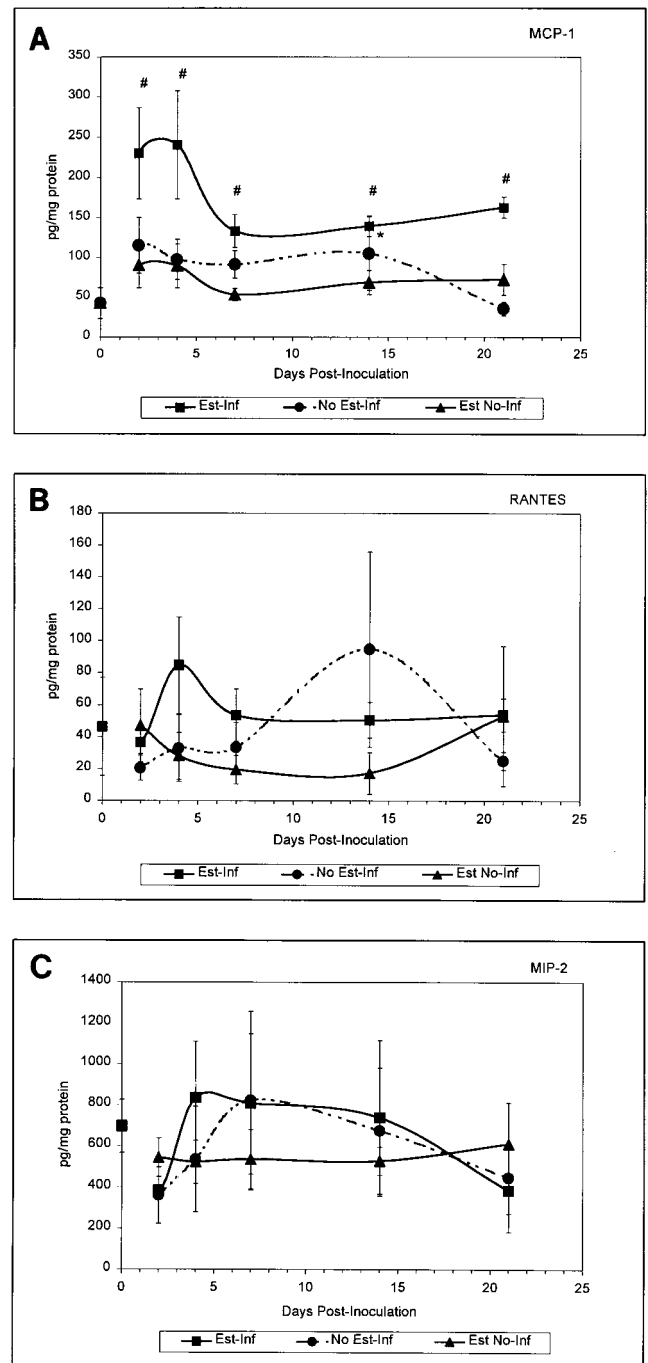 A
MCP-1
#
#
#
#
#
*
350
300
250
200
150
100
50
0
pg/mg protein
0 5 10 15 20 25
Days Post-Inoculation
Est-Inf No Est-Inf Est No-Inf
B
RANTES
180
160
140
120
100
80
60
40
20
0
pg/mg protein
0 5 10 15 20 25
Days Post-Inoculation
Est-Inf No Est-Inf Est No-Inf
C
MIP-2
1400
1200
1000
800
600
400
200
0
pg/mg protein
0 5 10 15 20 25
Days Post-Inoculation
Est-Inf No Est-Inf Est No-Inf